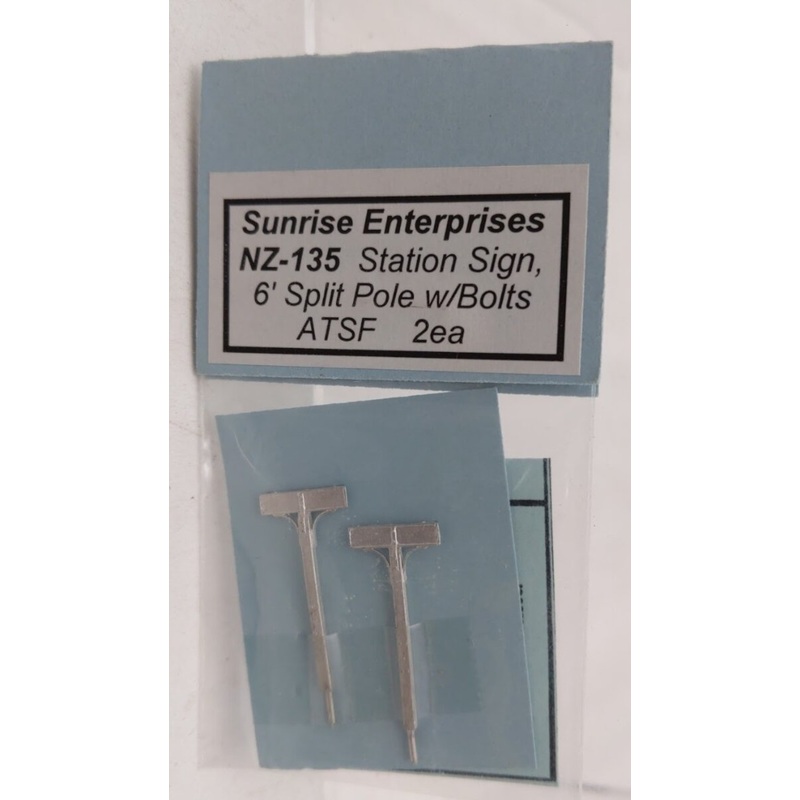 Sunrise Enterprises
NZ-135 Station Sign,
6' Split Pole w/Bolts
ATSF 2ea